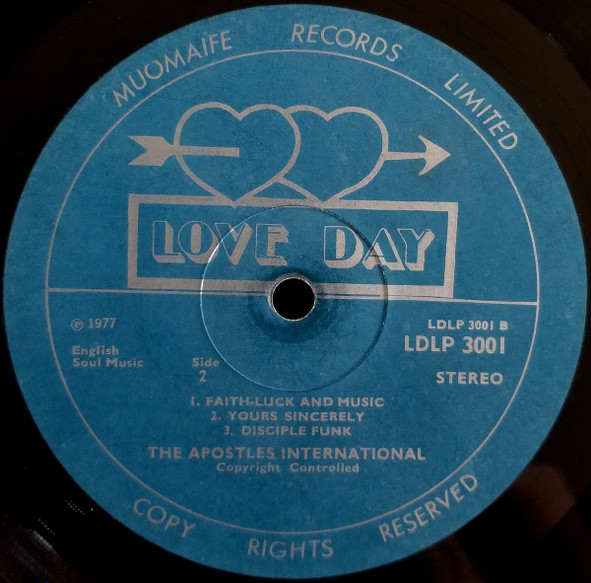 MUOMAIFE RECORDS LIMITED
LOVE DAY
℗ 1977
LDLP 3001 B
LDLP 3001
English
Soul Music
Side
2
STEREO
1. FAITH-LUCK AND MUSIC
2. YOURS SINCERELY
3. DISCIPLE FUNK
THE APOSTLES INTERNATIONAL
Copyright Controlled
COPY RIGHTS RESERVED